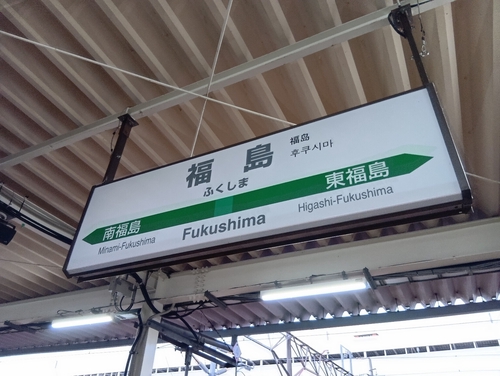 福島
ふくしま
福岛
후쿠시마
南福島
Minami-Fukushima
Fukushima
東福島
Higashi-Fukushima